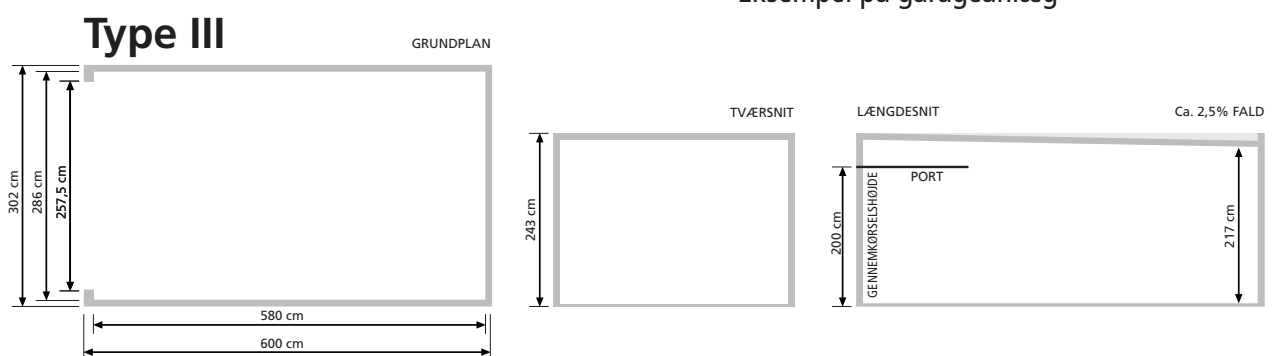 Eksempel på garageanlæg
Type III
GRUNDPLAN
302 cm
286 cm
257,5 cm
580 cm
600 cm
TVÆRSNIT
243 cm
LÆNGDESNIT
Ca. 2,5% FALD
PORT
200 cm
GENNEMKØRSELSHØJDE
217 cm